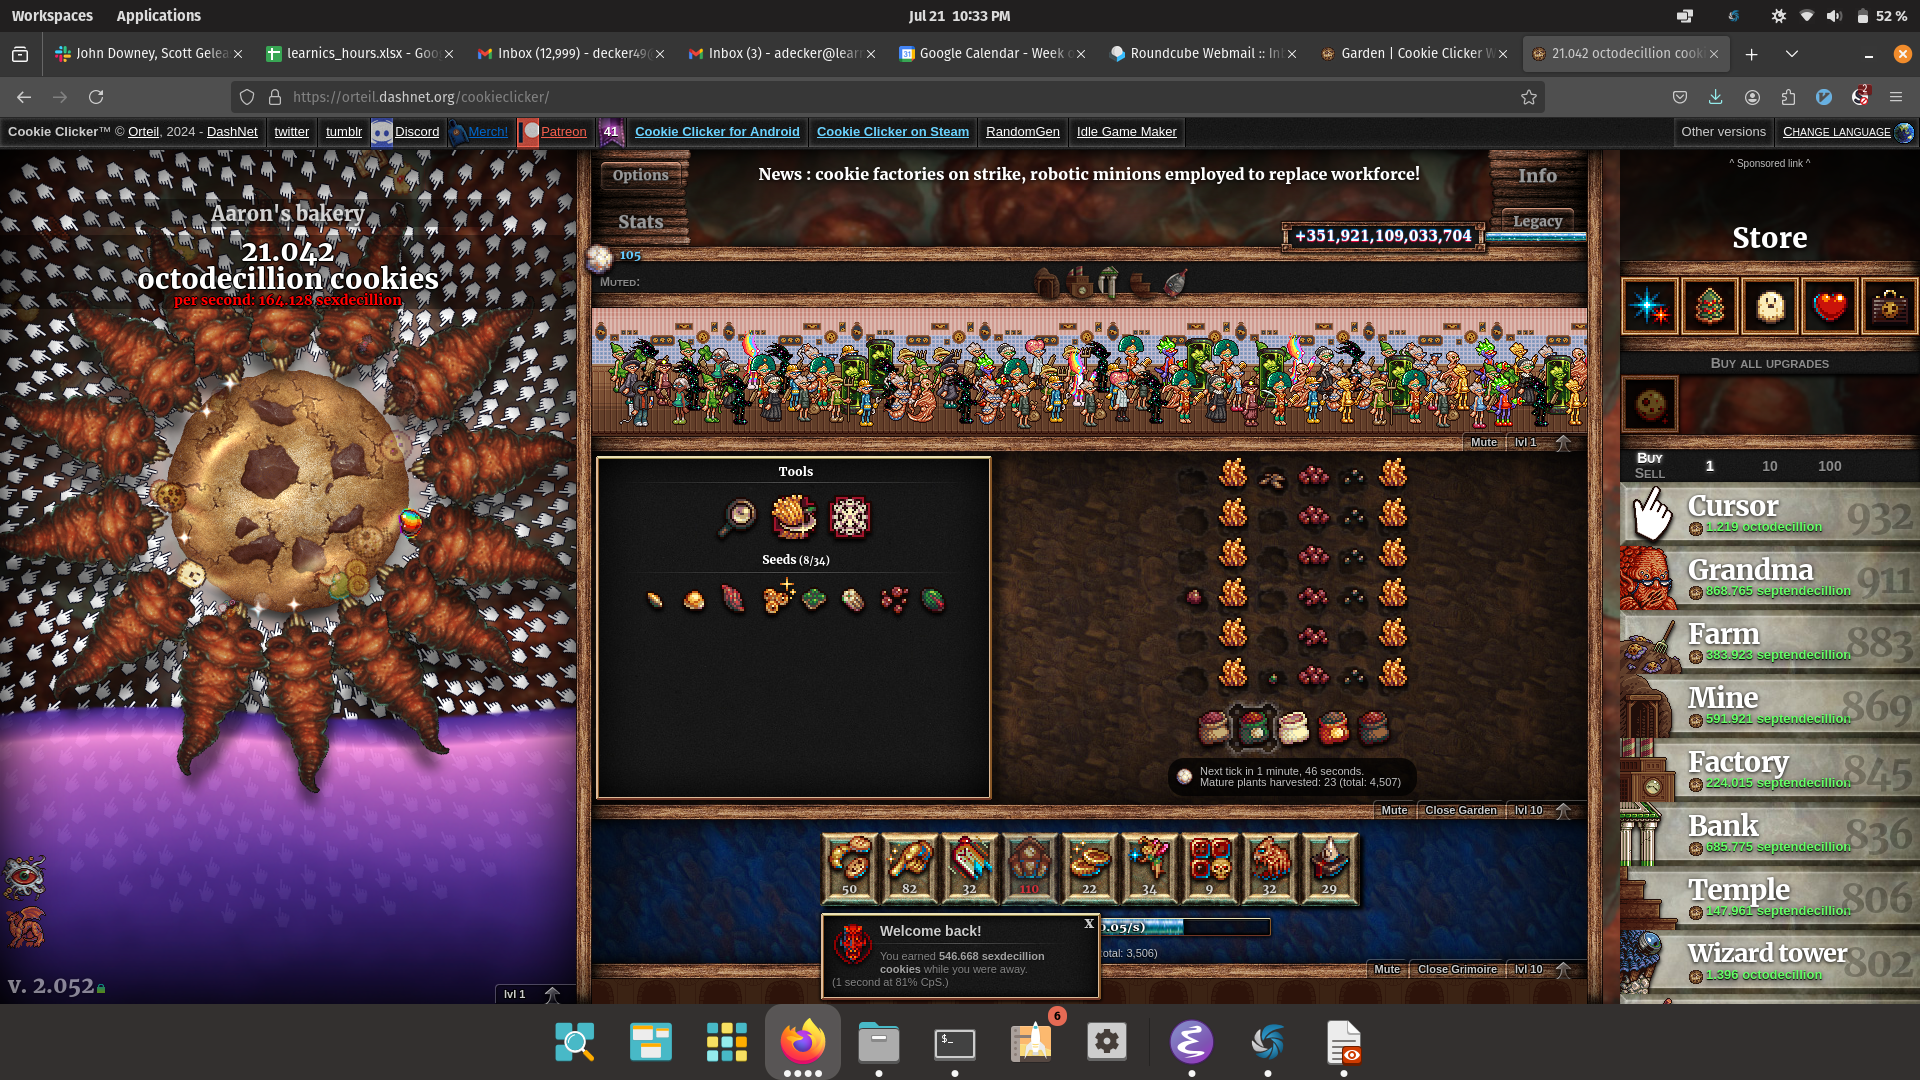 Workspaces Applications Jul 21 10:33 PM 52 %
John Downey, Scott Gelea learnics_hours.xlsx - Goo Inbox (12,999) - decker49@ Inbox (3) - adecker@lear Google Calendar - Week o Roundcube Webmail :: In Garden | Cookie Clicker W 21.042 octodecillion cooki
https://orteil.dashnet.org/cookieclicker/ 2
Cookie Clicker™ © Orteil, 2024 - DashNet twitter tumblr Discord Merch! Patreon 41 Cookie Clicker for Android Cookie Clicker on Steam RandomGen Idle Game Maker Other versions Change language
Aaron's bakery
21.042
octodecillion cookies
per second: 164.128 sexdecillion
v. 2.052
lvl 1
Options
Stats
News : cookie factories on strike, robotic minions employed to replace workforce!
Info
Legacy
+351,921,109,033,704
105
Muted:
Mute lvl 1
Tools
Seeds (8/34)
Next tick in 1 minute, 46 seconds.
Mature plants harvested: 23 (total: 4,507)
Mute Close Garden lvl 10
50 82 32 110 22 34 9 32 29
0.05/s)
otal: 3,506)
Welcome back!
x
You earned 546.668 sexdecillion
cookies while you were away.
(1 second at 81% CpS.)
Mute Close Grimoire lvl 10
^ Sponsored link ^
Store
Buy all upgrades
Buy
Sell
1 10 100
Cursor 932
1.219 octodecillion
Grandma 911
868.765 septendecillion
Farm 883
383.923 septendecillion
Mine 869
591.921 septendecillion
Factory 845
224.015 septendecillion
Bank 836
685.775 septendecillion
Temple 806
147.961 septendecillion
Wizard tower 802
1.396 octodecillion
$_
6